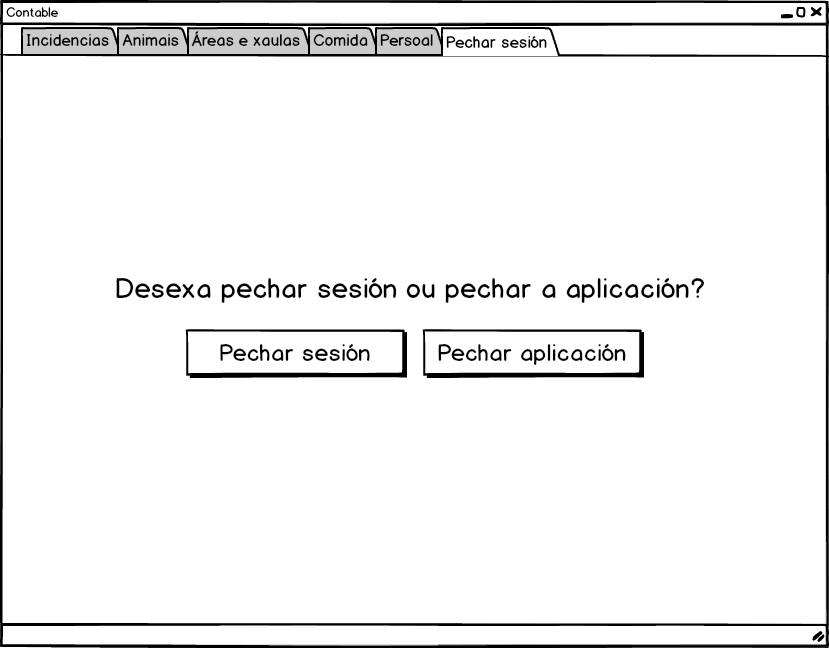 Contable
Incidencias Animais Áreas e xaulas Comida Persoal Pechar sesión
Desexa pechar sesión ou pechar a aplicación?
Pechar sesión Pechar aplicación